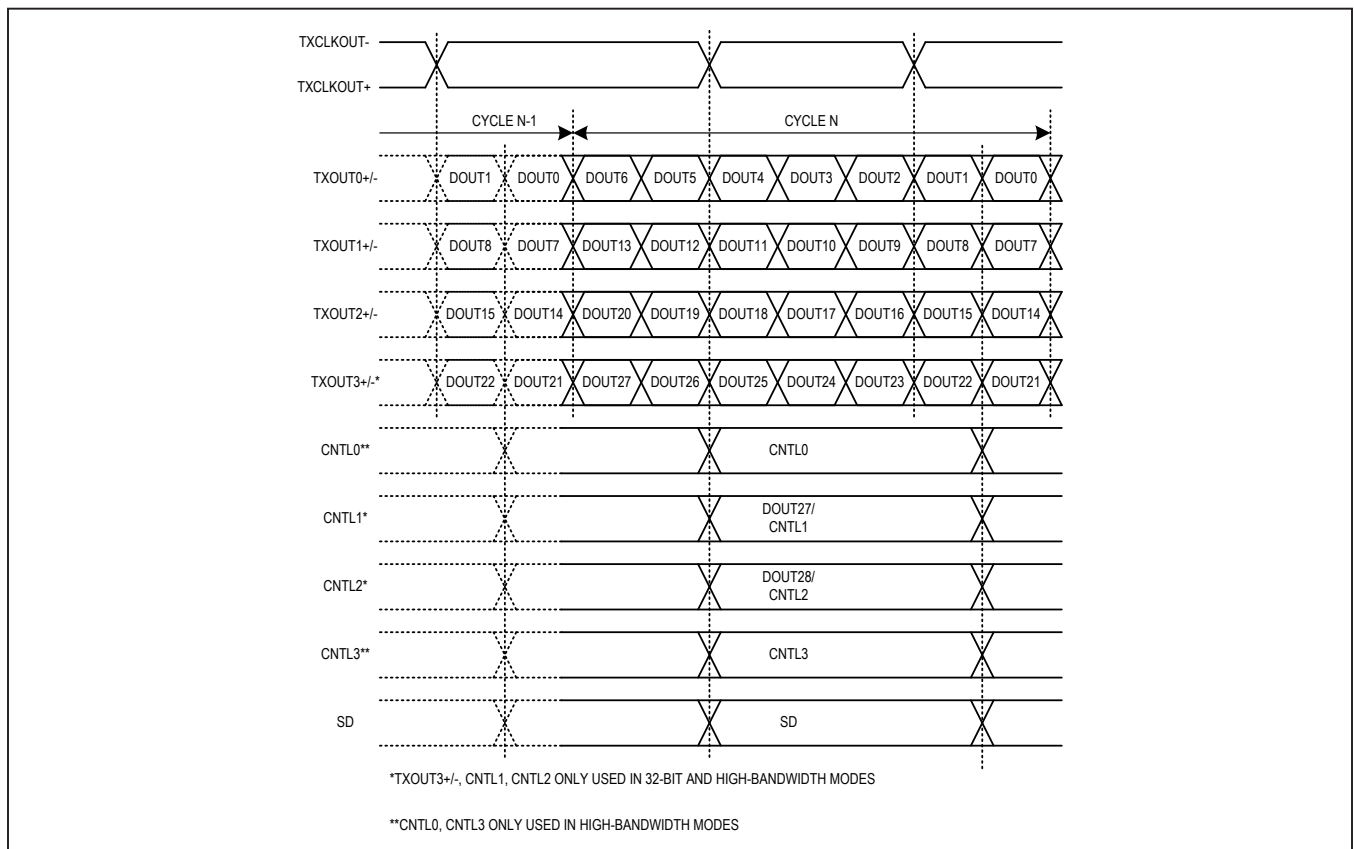 TXCLKOUT-
TXCLKOUT+
CYCLE N-1 CYCLE N
TXOUT0+/- DOUT1 DOUT0 DOUT6 DOUT5 DOUT4 DOUT3 DOUT2 DOUT1 DOUT0
TXOUT1+/- DOUT8 DOUT7 DOUT13 DOUT12 DOUT11 DOUT10 DOUT9 DOUT8 DOUT7
TXOUT2+/- DOUT15 DOUT14 DOUT20 DOUT19 DOUT18 DOUT17 DOUT16 DOUT15 DOUT14
TXOUT3+/-* DOUT22 DOUT21 DOUT27 DOUT26 DOUT25 DOUT24 DOUT23 DOUT22 DOUT21
CNTL0** CNTL0
CNTL1* DOUT27/
CNTL1
CNTL2* DOUT28/
CNTL2
CNTL3** CNTL3
SD SD
*TXOUT3+/-, CNTL1, CNTL2 ONLY USED IN 32-BIT AND HIGH-BANDWIDTH MODES
**CNTL0, CNTL3 ONLY USED IN HIGH-BANDWIDTH MODES